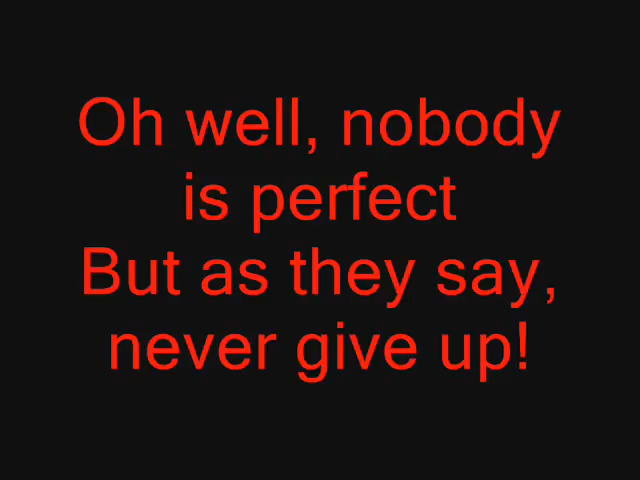 Oh well, nobody
is perfect
But as they say,
never give up!